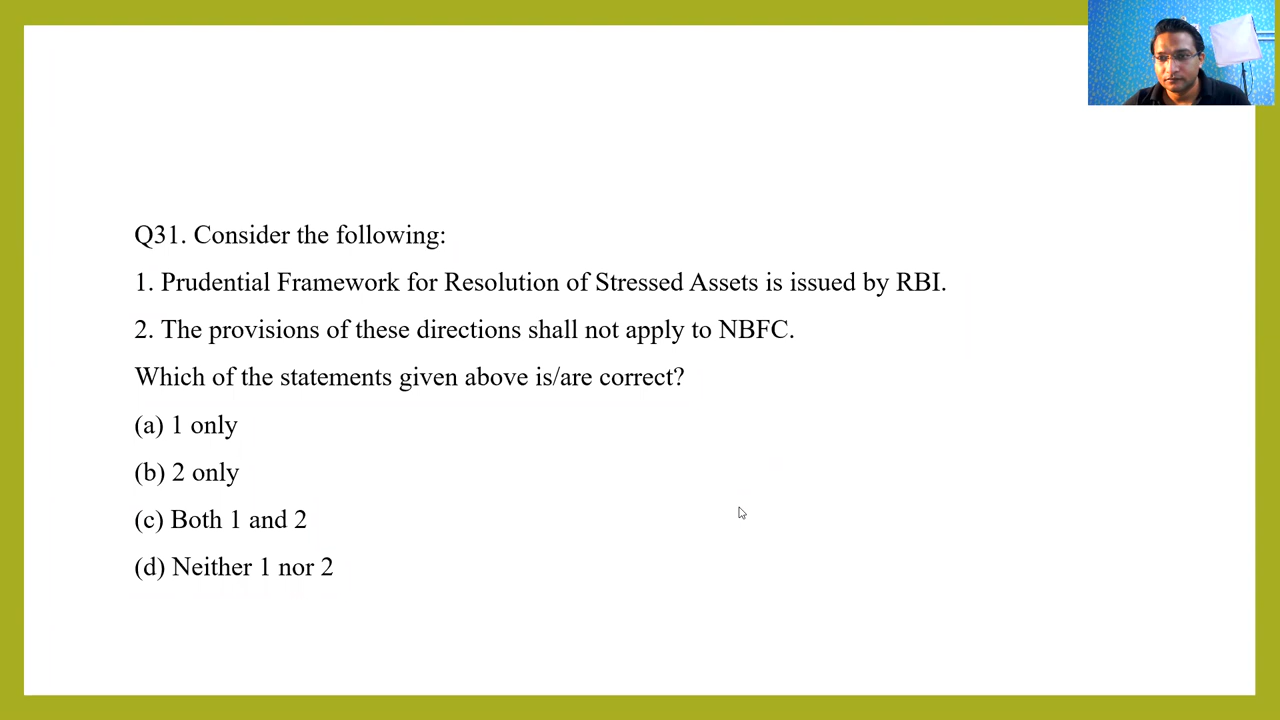 Q31. Consider the following:
1. Prudential Framework for Resolution of Stressed Assets is issued by RBI.
2. The provisions of these directions shall not apply to NBFC.
Which of the statements given above is/are correct?
(a) 1 only
(b) 2 only
(c) Both 1 and 2
(d) Neither 1 nor 2